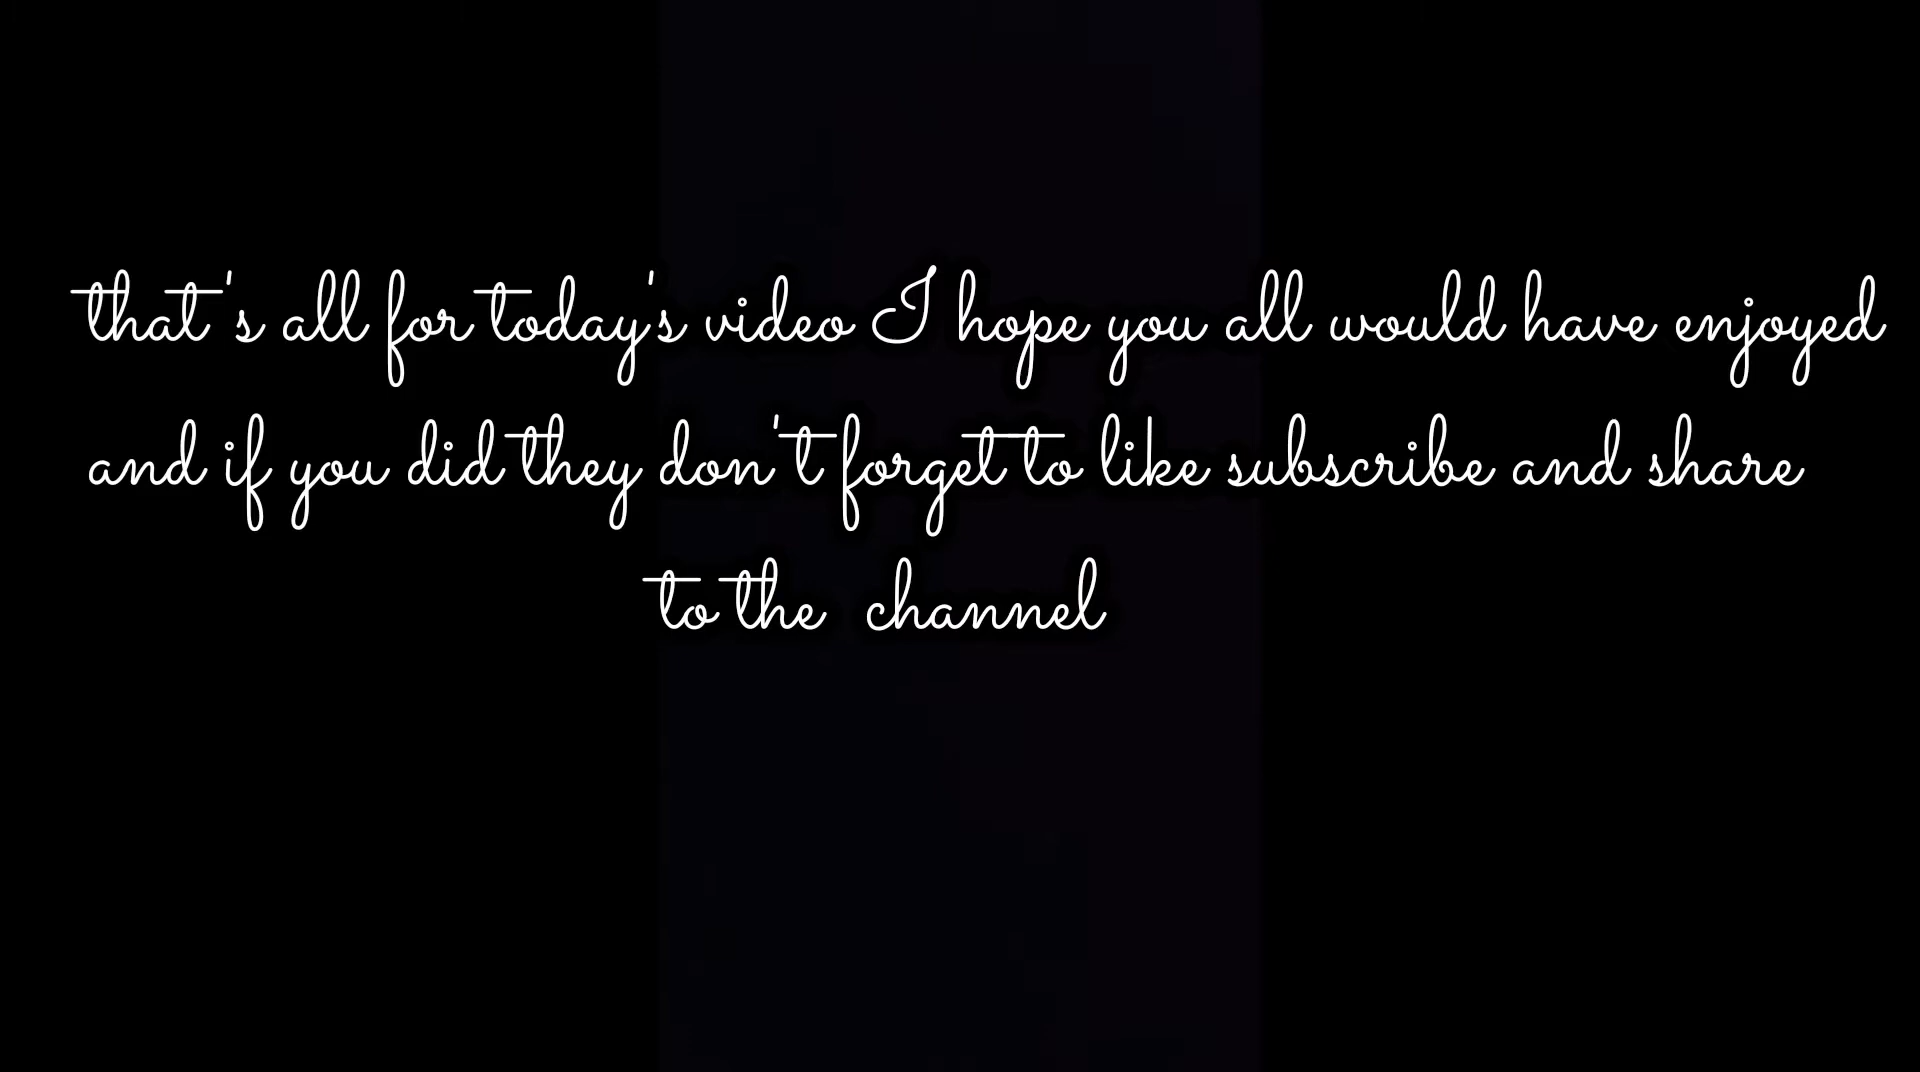 that's all for today's video I hope you all would have enjoyed
and if you did they don't forget to like subscribe and share
to the channel